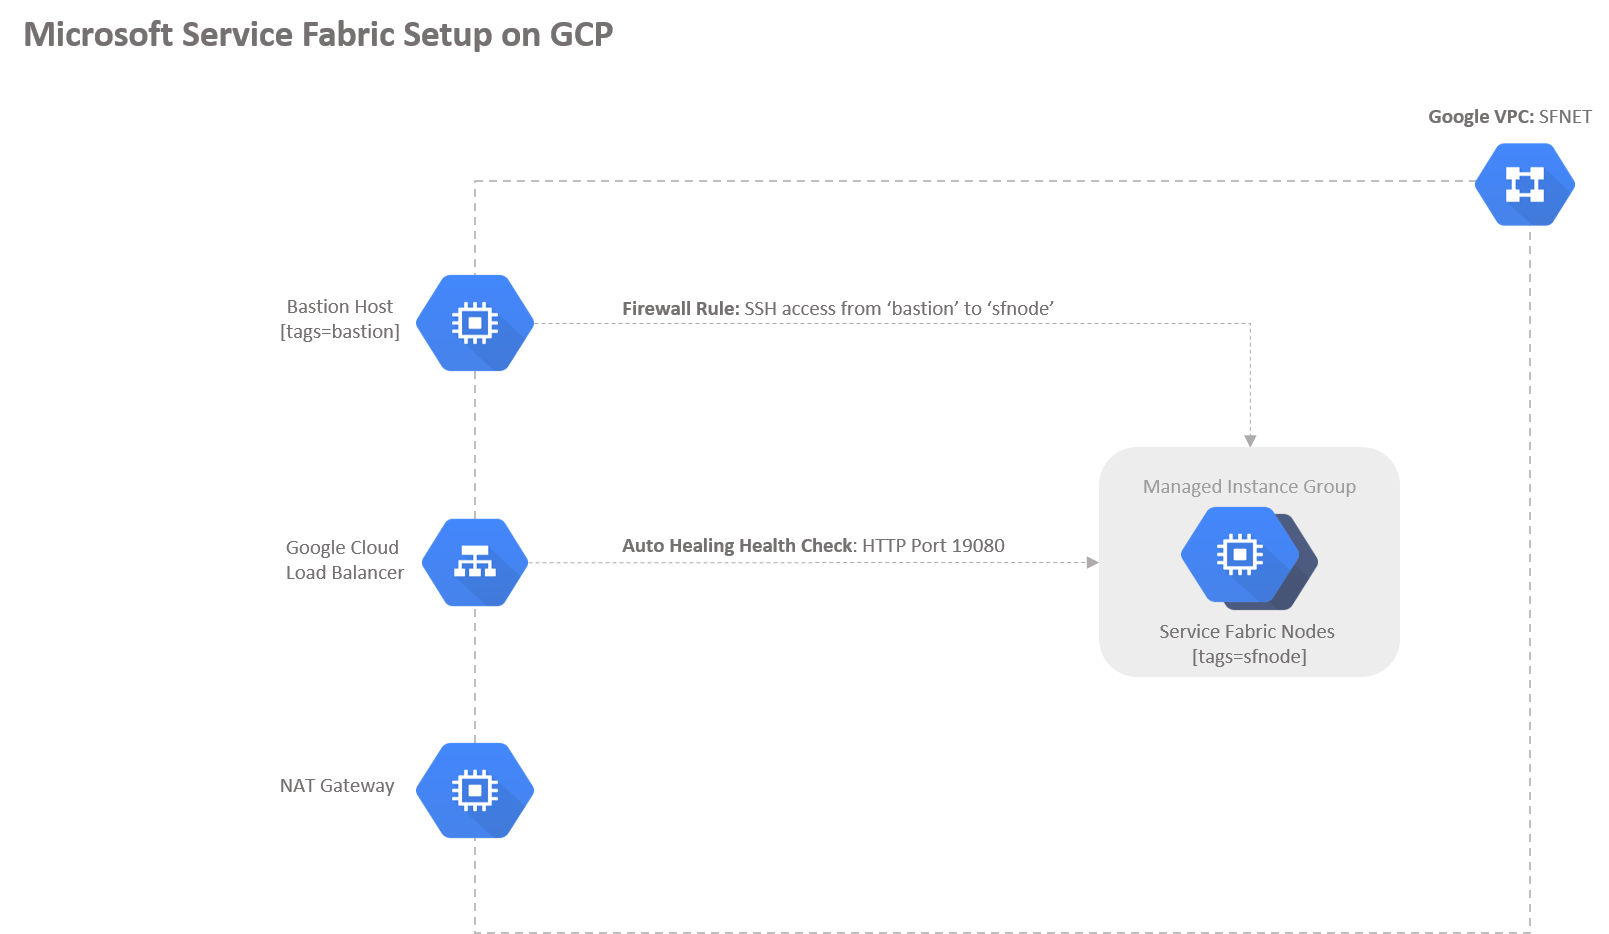 Microsoft Service Fabric Setup on GCP
Google VPC: SFNET
Bastion Host
[tags=bastion]
Firewall Rule: SSH access from ‘bastion’ to ‘sfnode’
Managed Instance Group
Google Cloud
Load Balancer
Auto Healing Health Check: HTTP Port 19080
Service Fabric Nodes
[tags=sfnode]
NAT Gateway